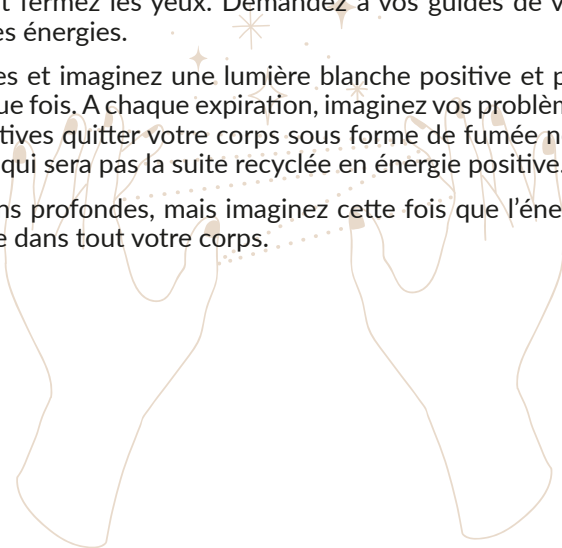 t fermez les yeux. Demandez à vos guides de v
es énergies.
es et imaginez une lumière blanche positive et p
ue fois. A chaque expiration, imaginez vos problèm
tives quitter votre corps sous forme de fumée n
qui sera pas la suite recyclée en énergie positive.
ns profondes, mais imaginez cette fois que l’éne
e dans tout votre corps.